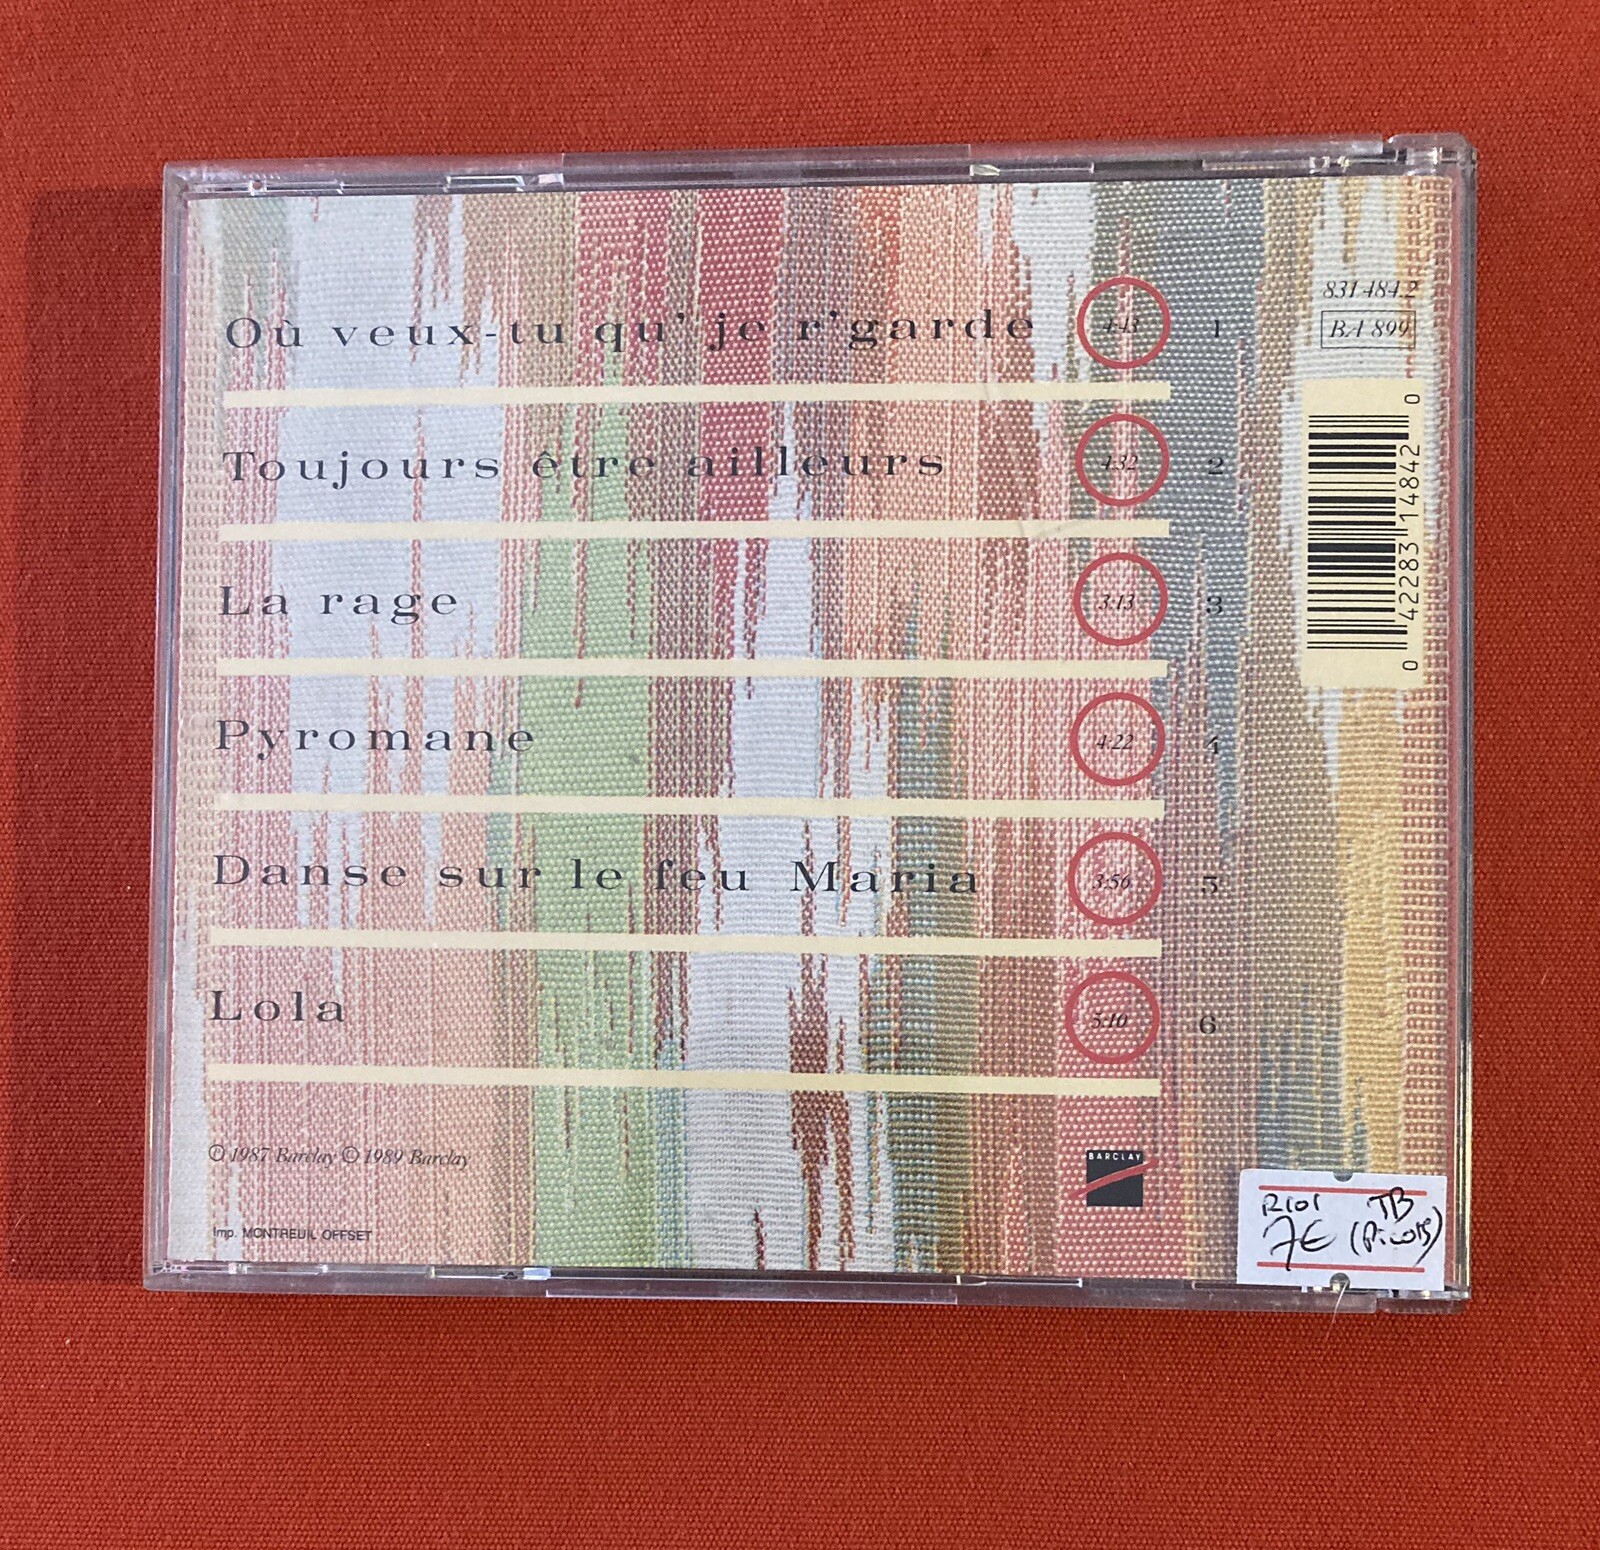 831 484.2
BA 899
Où veux-tu qu' je r'garde 4:43 1
Toujours être ailleurs 4:32 2
La rage 3:13 3
Pyromane 4:22 4
Danse sur le feu Maria 3:56 5
Lola 5:10 6
0 42283 14842 0
℗ 1987 Barclay © 1989 Barclay
BARCLAY
Imp. MONTREUIL OFFSET
TB
7€